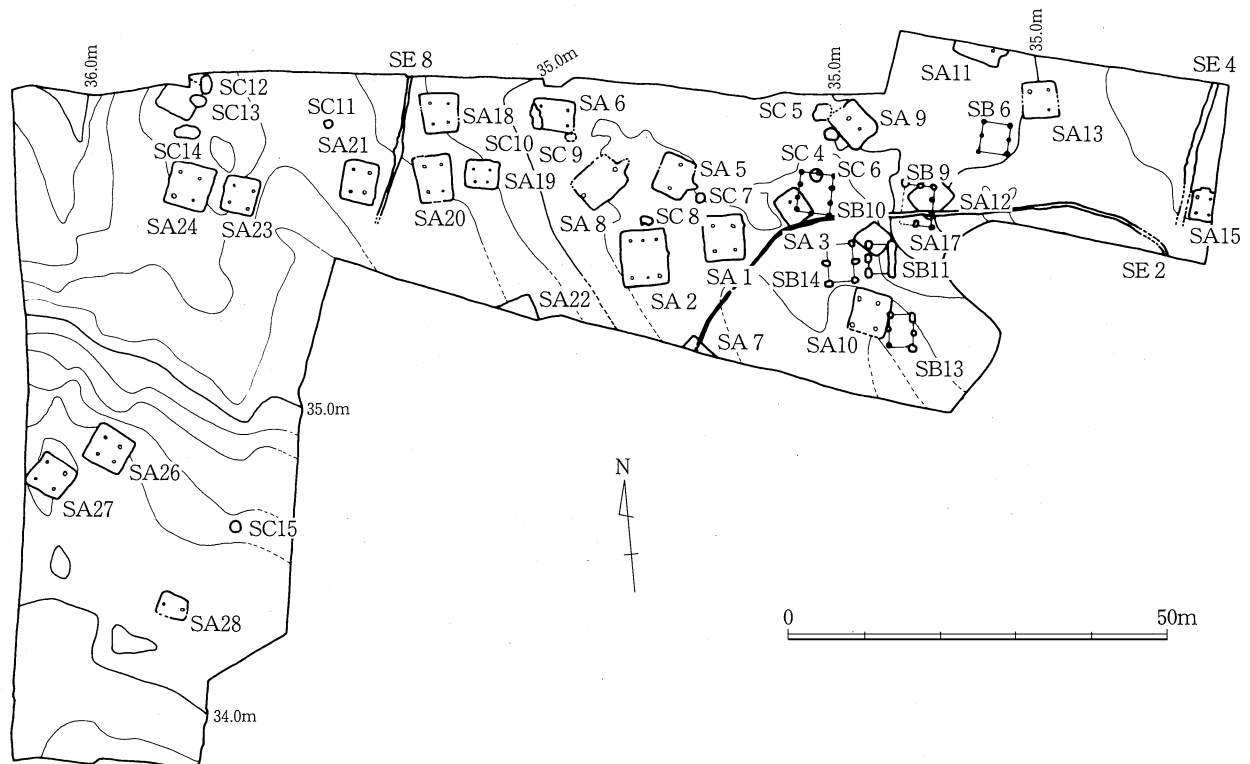 36.0m
SC12
SC13
SC14
SA24
SA23
SC11
SA21
SE 8
SA18
SA20
SC10
SA19
35.0m
SA 6
SC 9
SA 8
SA22
SA 5
SC 7
SC 8
SA 1
SA 2
SA 7
35.0m
SC 5
SA 9
SC 4
SC 6
SA 3
SB10
SB14
SA10
SB13
SB11
SA17
SB 9
SA12
SA11
35.0m
SB 6
SA13
SE 4
SA15
SE 2
35.0m
SA26
SA27
SC15
SA28
34.0m
N
0
50m